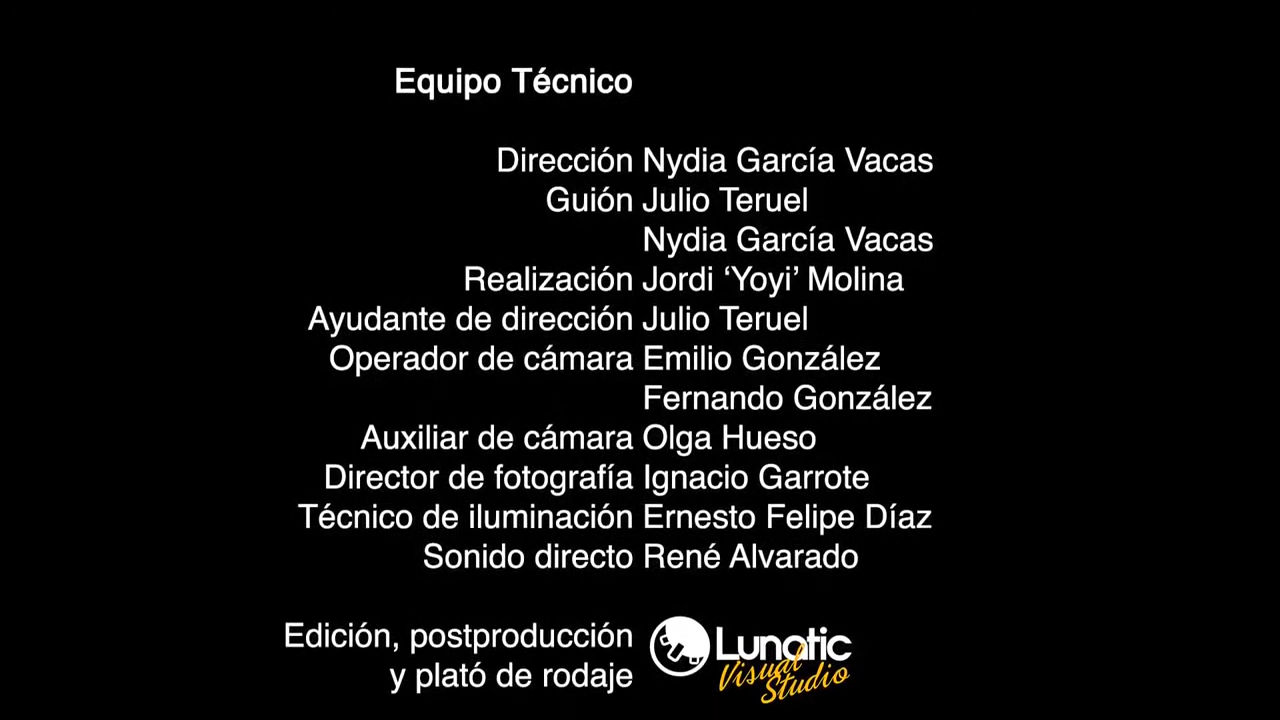 Equipo Técnico
Dirección Nydia García Vacas
Guión Julio Teruel
Nydia García Vacas
Realización Jordi ‘Yoyi’ Molina
Ayudante de dirección Julio Teruel
Operador de cámara Emilio González
Fernando González
Auxiliar de cámara Olga Hueso
Director de fotografía Ignacio Garrote
Técnico de iluminación Ernesto Felipe Díaz
Sonido directo René Alvarado
Edición, postproducción
y plató de rodaje
Lunatic
Visual
Studio